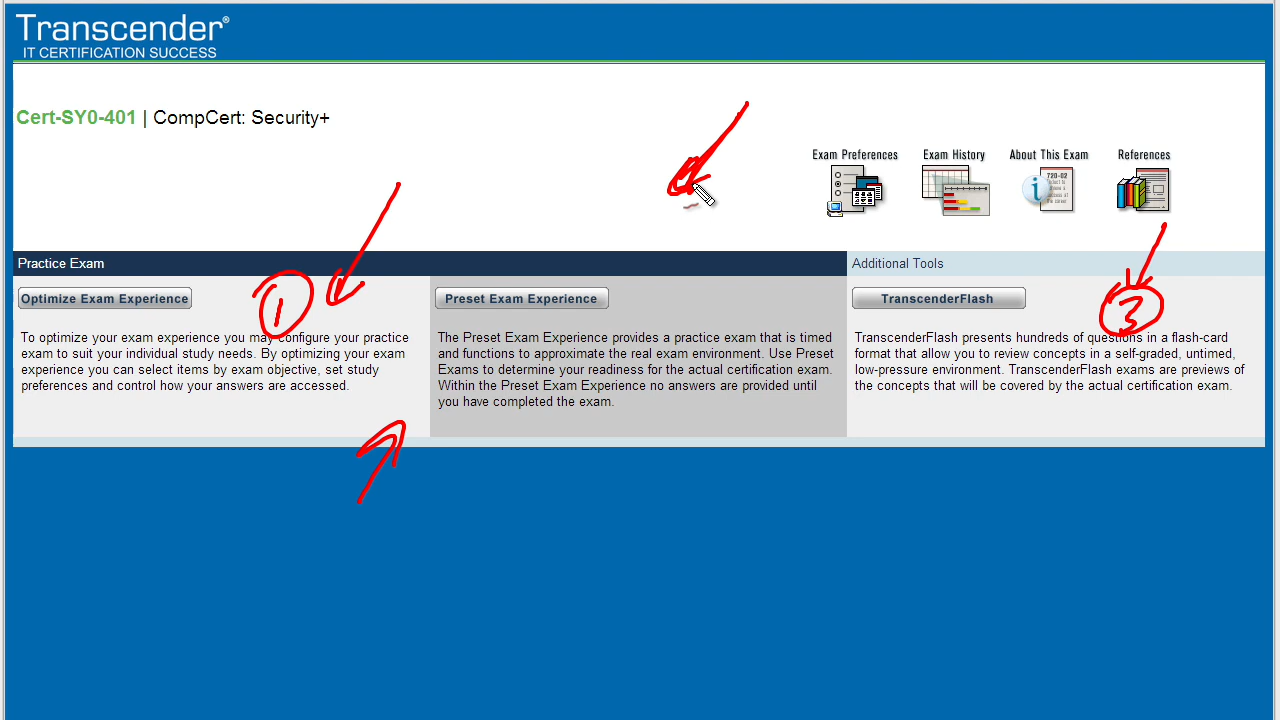 Transcender®
IT CERTIFICATION SUCCESS
Cert-SY0-401 | CompCert: Security+
Exam Preferences
Exam History
About This Exam
References
720-02
Practice Exam
Additional Tools
Optimize Exam Experience
1
To optimize your exam experience you may configure your practice
exam to suit your individual study needs. By optimizing your exam
experience you can select items by exam objective, set study
preferences and control how your answers are accessed.
Preset Exam Experience
The Preset Exam Experience provides a practice exam that is timed
and functions to approximate the real exam environment. Use Preset
Exams to determine your readiness for the actual certification exam.
Within the Preset Exam Experience no answers are provided until
you have completed the exam.
TranscenderFlash
3
TranscenderFlash presents hundreds of questions in a flash-card
format that allow you to review concepts in a self-graded, untimed,
low-pressure environment. TranscenderFlash exams are previews of
the concepts that will be covered by the actual certification exam.